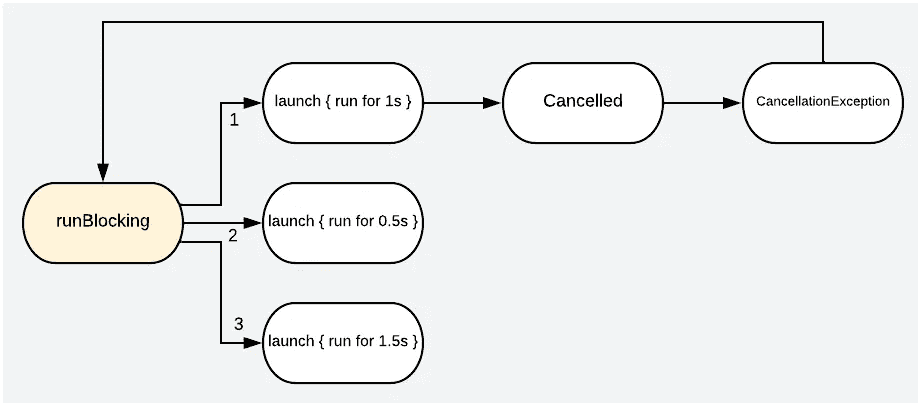 launch { run for 1s }
Cancelled
CancellationException
1
runBlocking
launch { run for 0.5s }
2
3
launch { run for 1.5s }